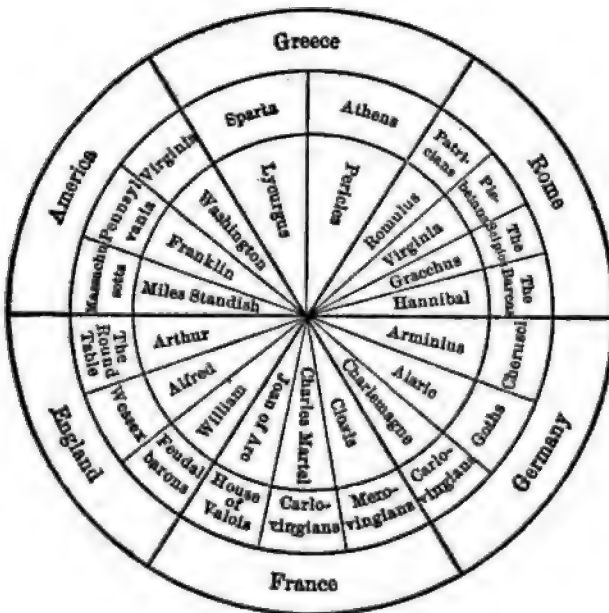 Greece
Sparta
Athens
Lycurgus
Pericles
Rome
Patri-
cians
Ple-
beians
The
Scipios
The
Barcas
Romulus
Virginia
Gracchus
Hannibal
Germany
Cherusci
Goths
Carlo-
vingians
Arminius
Alaric
Charlemagne
France
Mero-
vingians
Carlo-
vingians
House
of
Valois
Clovis
Charles Martel
Joan of Arc
England
Feudal
barons
Wessex
The
Round
Table
William
Alfred
Arthur
America
Massachu-
setts
Pennsyl
vania
Virginia
Miles Standish
Franklin
Washington